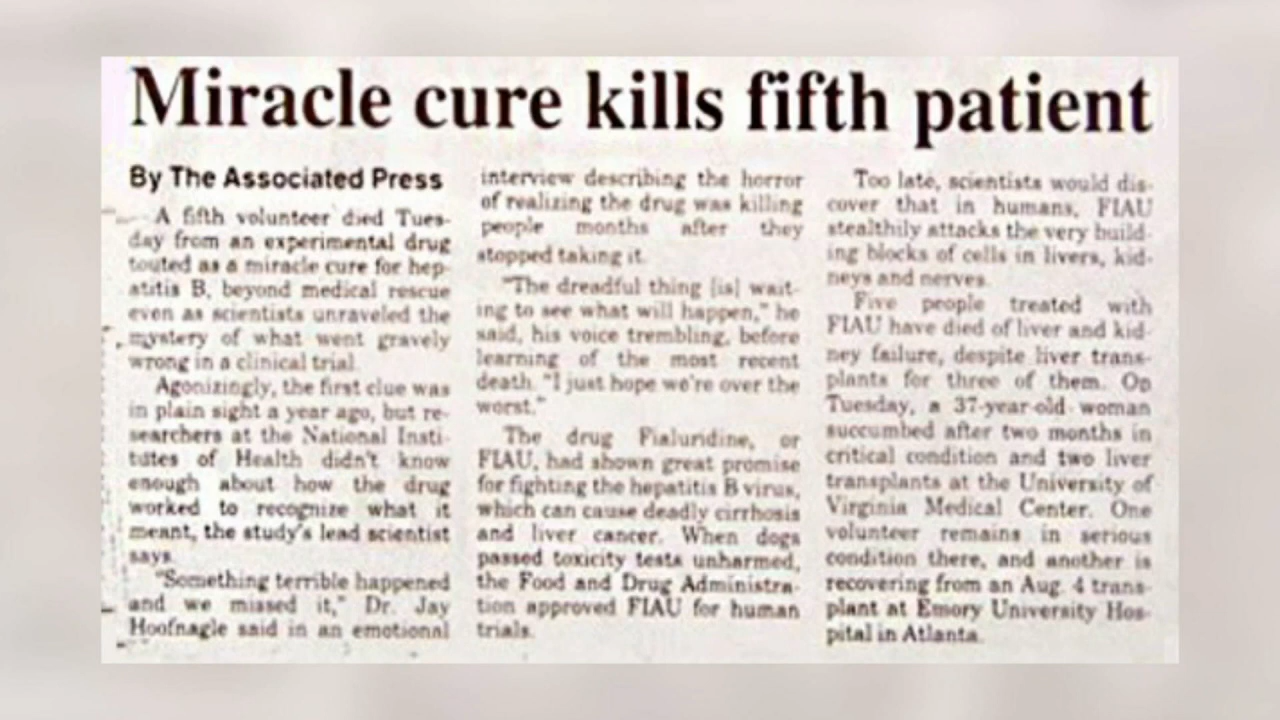 Miracle cure kills fifth patient
By The Associated Press
A fifth volunteer died Tues-
day from an experimental drug
touted as a miracle cure for hep-
atitis B, beyond medical rescue
even as scientists unraveled the
mystery of what went gravely
wrong in a clinical trial.
Agonizingly, the first clue was
in plain sight a year ago, but re-
searchers at the National Insti-
tutes of Health didn't know
enough about how the drug
worked to recognize what it
meant, the study's lead scientist
says.
"Something terrible happened
and we missed it," Dr. Jay
Hoofnagle said in an emotional
interview describing the horror
of realizing the drug was killing
people months after they
stopped taking it.
"The dreadful thing [is] wait-
ing to see what will happen," he
said, his voice trembling, before
learning of the most recent
death. "I just hope we're over the
worst."
The drug Fialuridine, or
FIAU, had shown great promise
for fighting the hepatitis B virus,
which can cause deadly cirrhosis
and liver cancer. When dogs
passed toxicity tests unharmed,
the Food and Drug Administra-
tion approved FIAU for human
trials.
Too late, scientists would dis-
cover that in humans, FIAU
stealthily attacks the very build-
ing blocks of cells in livers, kid-
neys and nerves.
Five people treated with
FIAU have died of liver and kid-
ney failure, despite liver trans-
plants for three of them. On
Tuesday, a 37-year-old woman
succumbed after two months in
critical condition and two liver
transplants at the University of
Virginia Medical Center. One
volunteer remains in serious
condition there, and another is
recovering from an Aug. 4 trans-
plant at Emory University Hos-
pital in Atlanta.